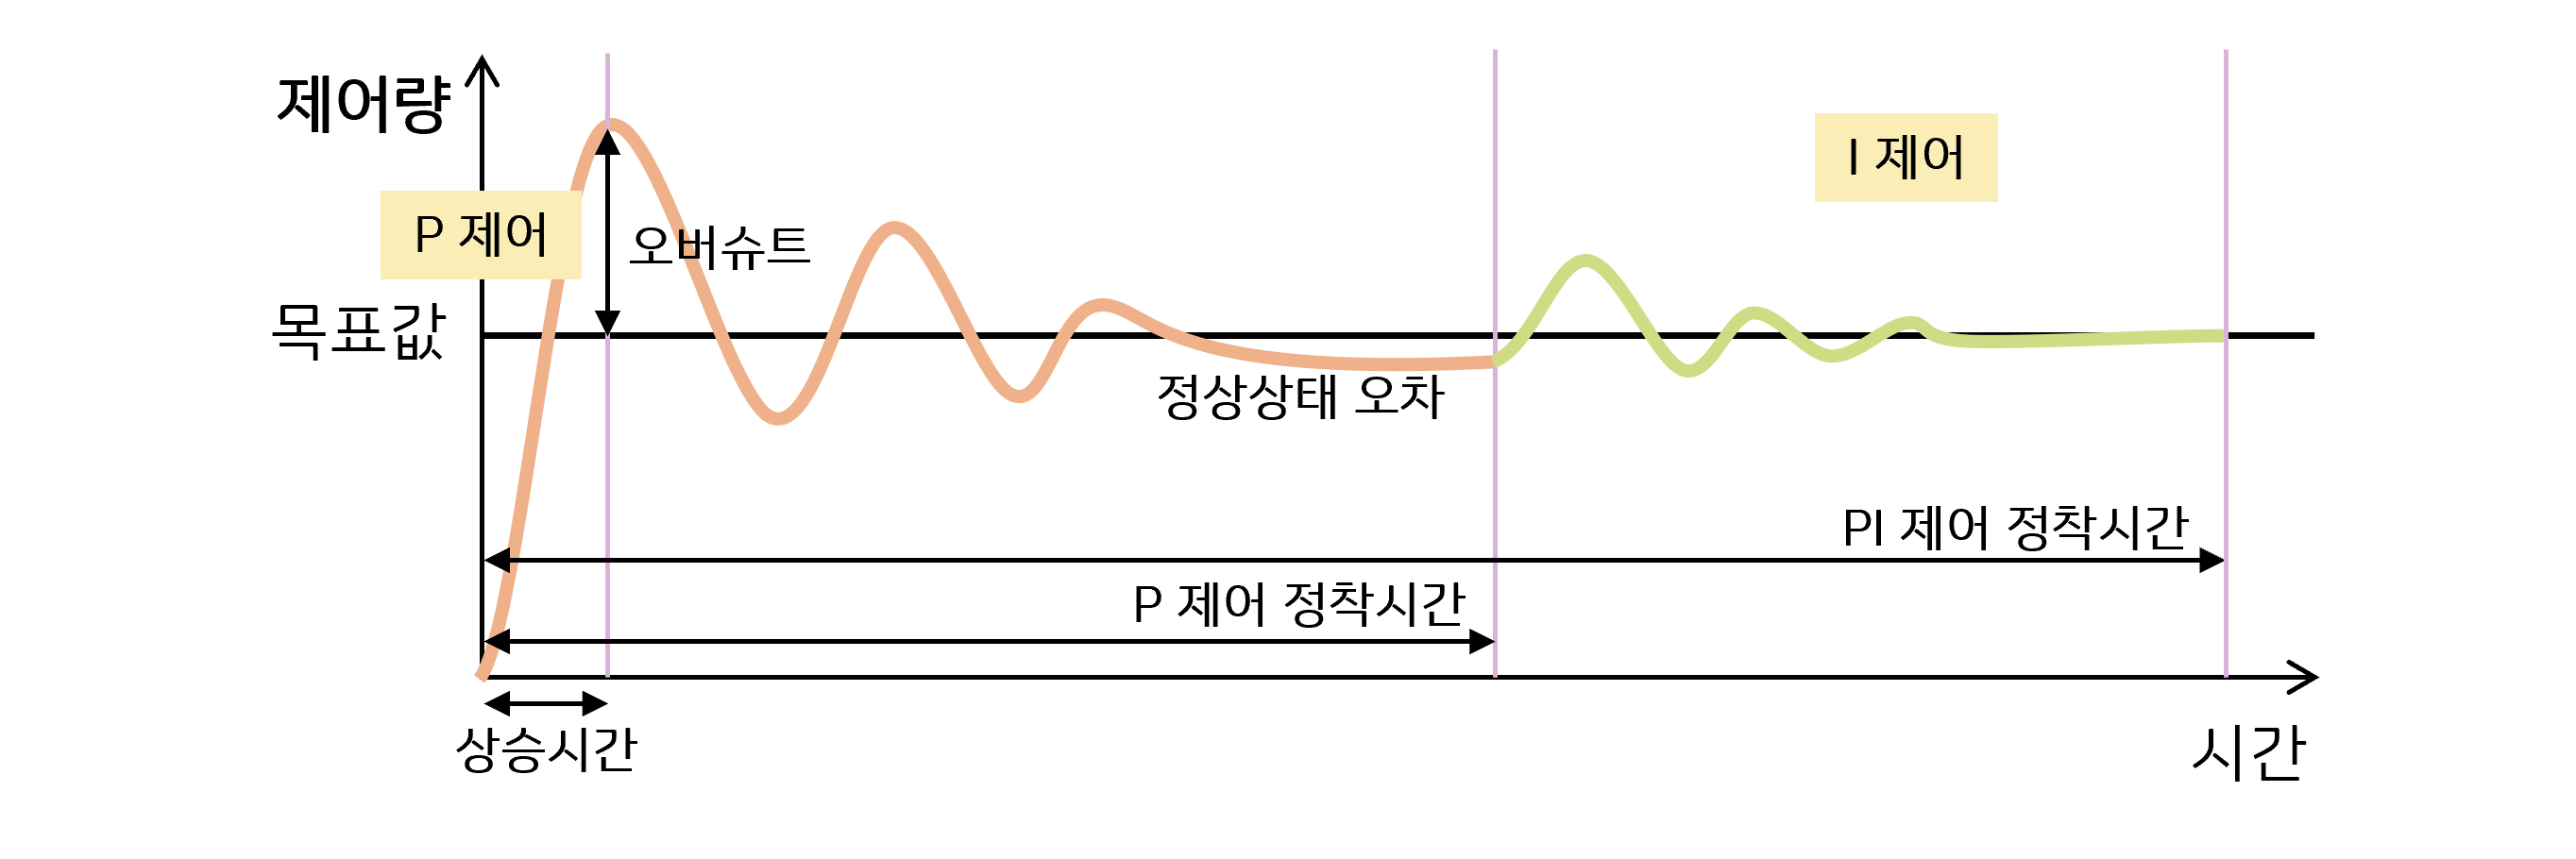 제어량
I 제어
P 제어
오버슈트
목표값
정상상태 오차
PI 제어 정착시간
P 제어 정착시간
상승시간
시간